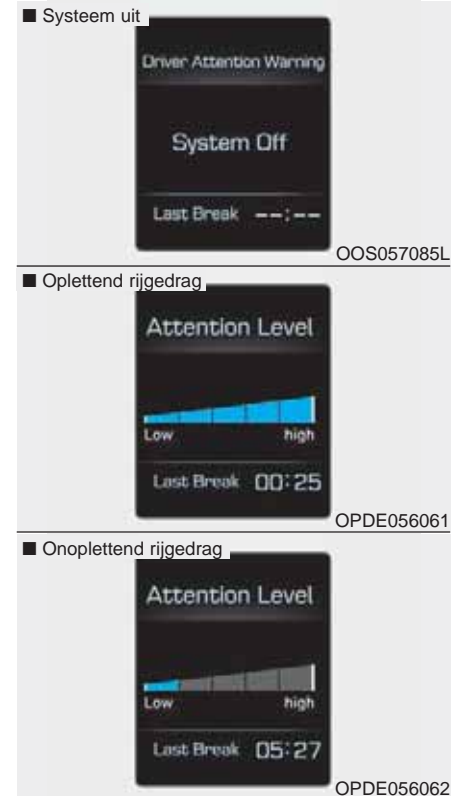 ■ Systeem uit
Driver Attention Warning
System Off
Last Break --:--
OOS057085L
■ Oplettend rijgedrag
Attention Level
Low high
Last Break 00:25
OPDE056061
■ Onoplettend rijgedrag
Attention Level
Low high
Last Break 05:27
OPDE056062